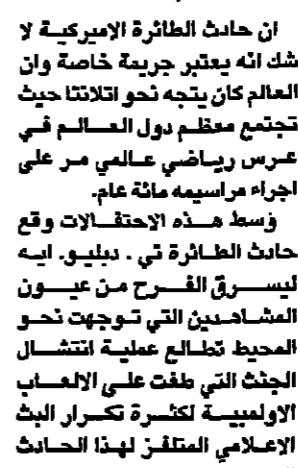 ان حادث الطائرة الاميركية لا
شك انه يعتبر جريمة خاصة وان
العالم كان يتجه نحو اتلانتا حيث
تجتمع معظم دول العالم في
عرس رياضي عالمي مر على
اجراء مراسيمه مائة عام.
وسط هذه الاحتفالات وقع
حادث الطائرة تي . دبليو. ايه
ليسرق الفرح من عيون
المشاهدين التي توجهت نحو
المحيط تطالع عملية انتشال
الجثث التي طغت على الالعاب
الاولمبية لكثرة تكرار البث
الإعلامي المتلفز لهذا الحادث